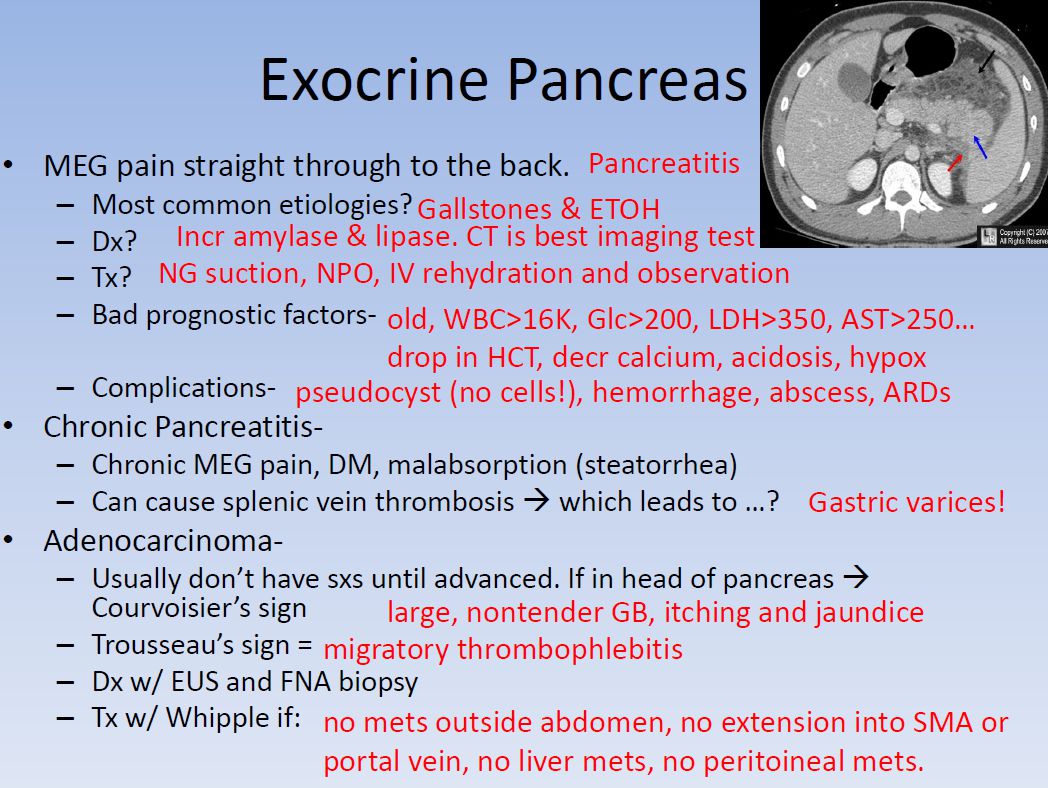 Exocrine Pancreas
Copyright (C) 2007
All Rights Reserve
• MEG pain straight through to the back. Pancreatitis
– Most common etiologies? Gallstones & ETOH
– Dx? Incr amylase & lipase. CT is best imaging test
– Tx? NG suction, NPO, IV rehydration and observation
– Bad prognostic factors- old, WBC>16K, Glc>200, LDH>350, AST>250...
drop in HCT, decr calcium, acidosis, hypox
– Complications- pseudocyst (no cells!), hemorrhage, abscess, ARDs
• Chronic Pancreatitis-
– Chronic MEG pain, DM, malabsorption (steatorrhea)
– Can cause splenic vein thrombosis → which leads to ...? Gastric varices!
• Adenocarcinoma-
– Usually don't have sxs until advanced. If in head of pancreas →
Courvoisier's sign large, nontender GB, itching and jaundice
– Trousseau's sign = migratory thrombophlebitis
– Dx w/ EUS and FNA biopsy
– Tx w/ Whipple if: no mets outside abdomen, no extension into SMA or
portal vein, no liver mets, no peritoineal mets.